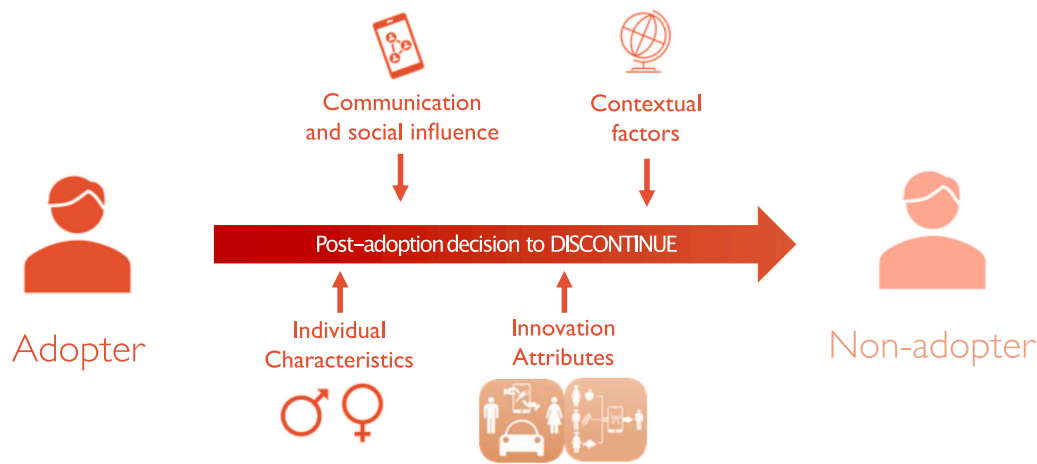 Communication
and social influence
Contextual
factors
Post-adoption decision to DISCONTINUE
Adopter
Individual
Characteristics
Innovation
Attributes
Non-adopter